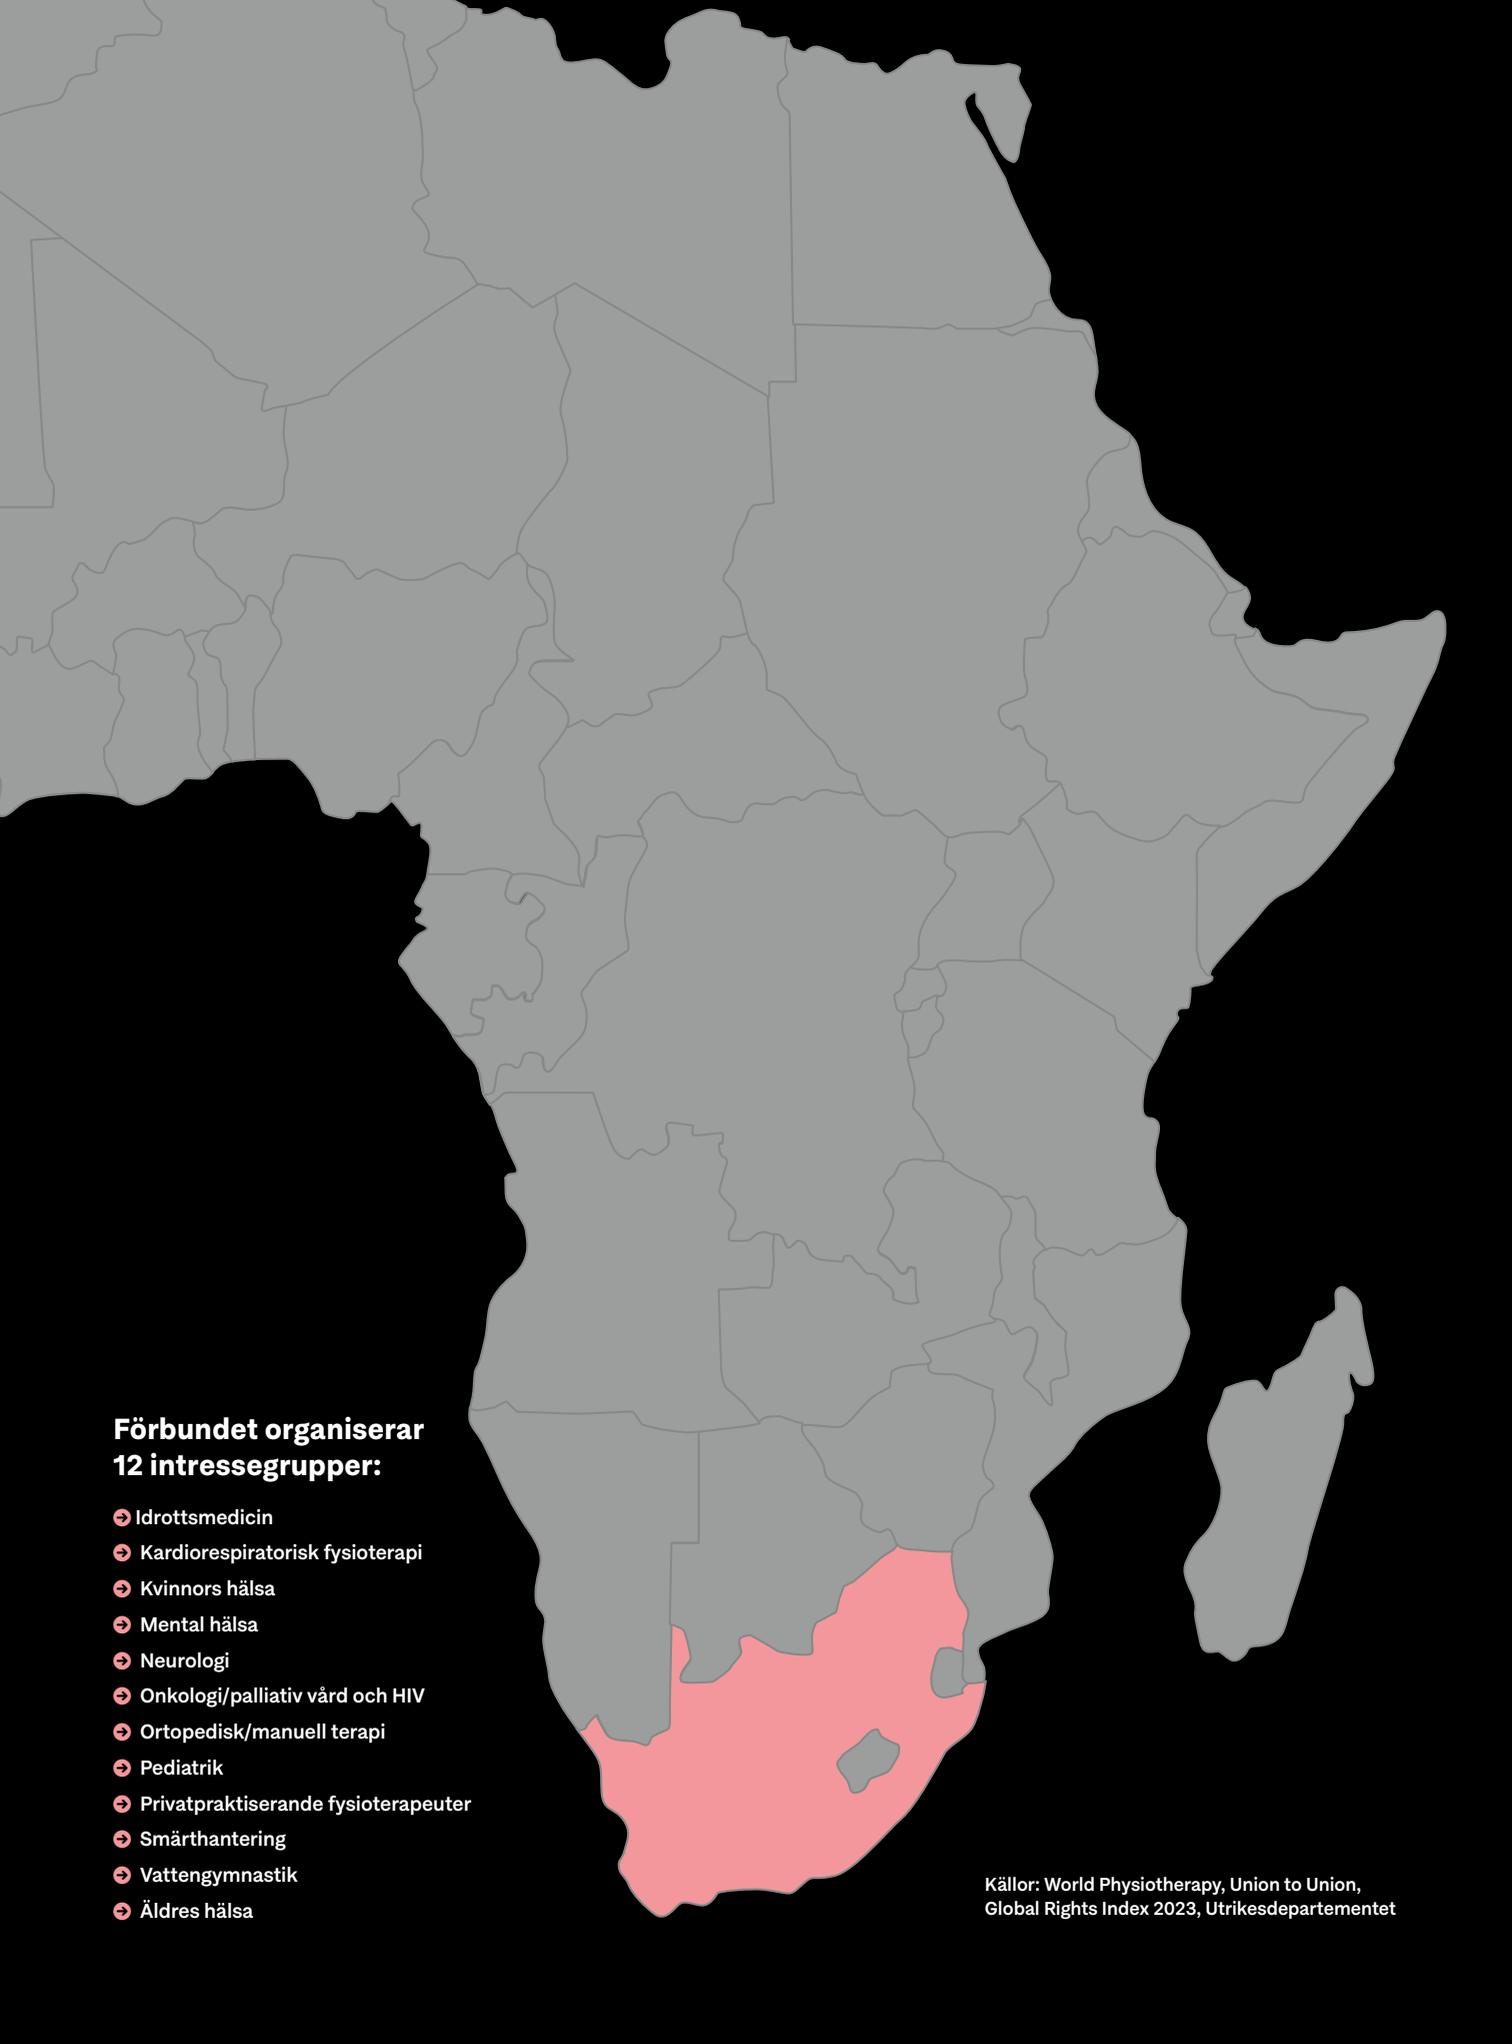 Förbundet organiserar
12 intressegrupper:
Idrottsmedicin
Kardiorespiratorisk fysioterapi
Kvinnors hälsa
Mental hälsa
Neurologi
Onkologi/palliativ vård och HIV
Ortopedisk/manuell terapi
Pediatrik
Privatpraktiserande fysioterapeuter
Smärthantering
Vattengymnastik
Äldres hälsa
Källor: World Physiotherapy, Union to Union,
Global Rights Index 2023, Utrikesdepartementet